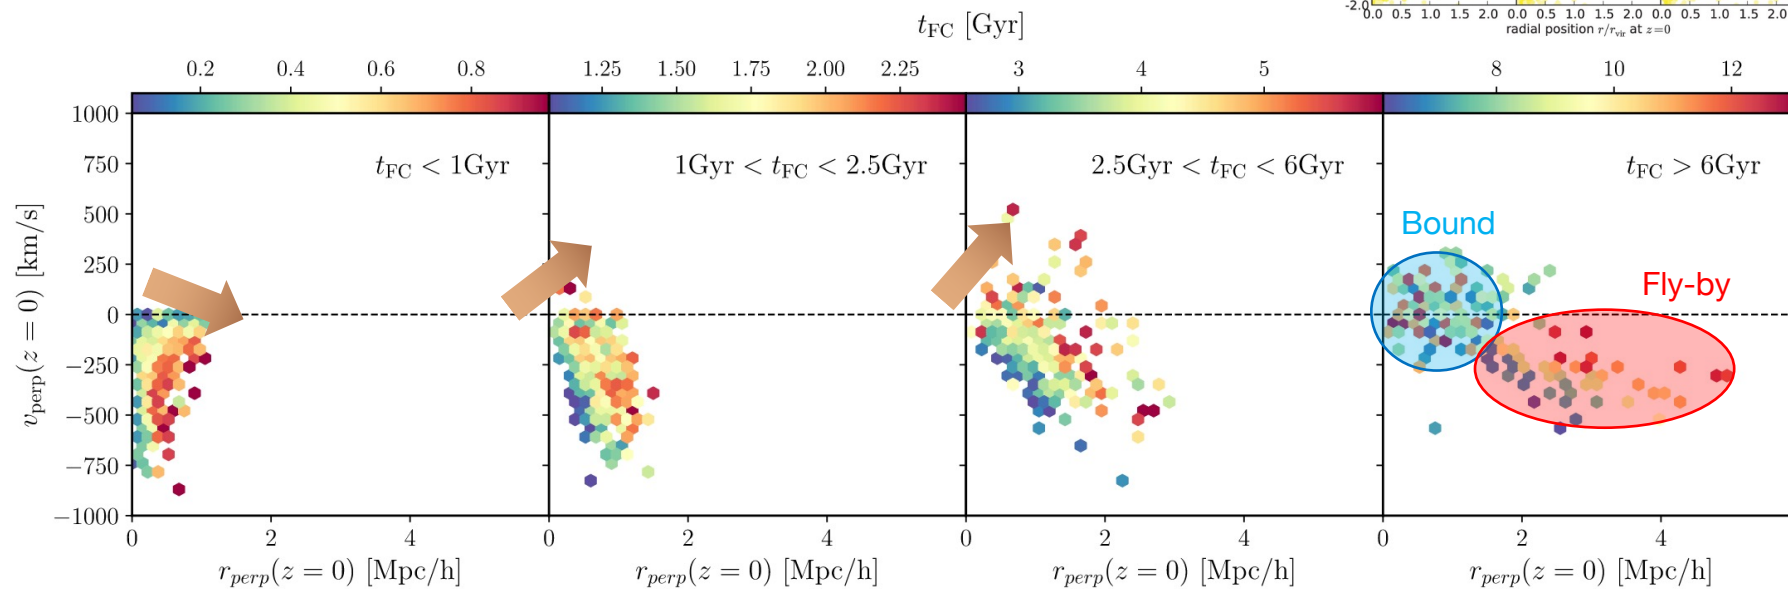 -2.0
0.0 0.5 1.0 1.5 2.0 0.0 0.5 1.0 1.5 2.0 0.0 0.5 1.0 1.5 2.0
radial position r/r_vir at z=0
t_FC [Gyr]
0.2 0.4 0.6 0.8 1.25 1.50 1.75 2.00 2.25 3 4 5 8 10 12
1000
t_FC < 1Gyr 1Gyr < t_FC < 2.5Gyr 2.5Gyr < t_FC < 6Gyr t_FC > 6Gyr
750
500
Bound
250
Fly-by
0
−250
−500
−750
−1000
v_perp(z = 0) [km/s]
0 2 4 0 2 4 0 2 4 0 2 4
r_perp(z = 0) [Mpc/h] r_perp(z = 0) [Mpc/h] r_perp(z = 0) [Mpc/h] r_perp(z = 0) [Mpc/h]